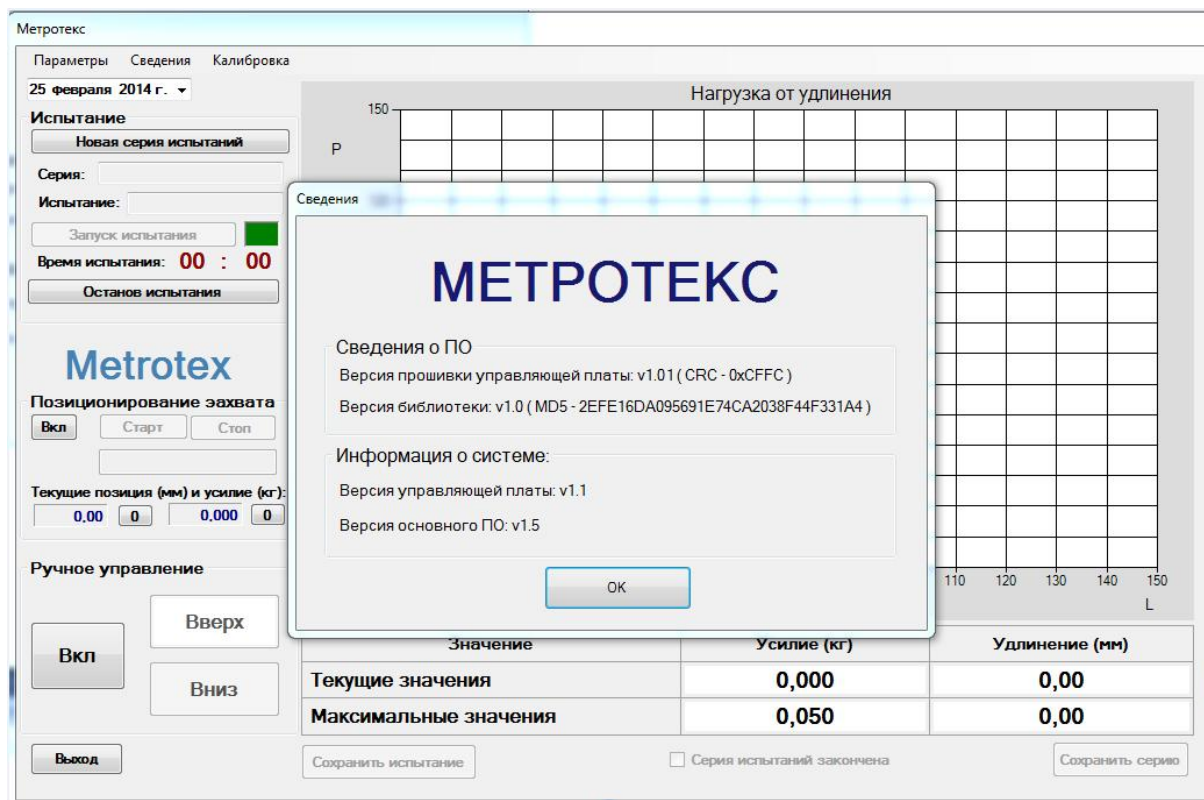 Метротекс
Параметры Сведения Калибровка
25 февраля 2014 г.
Испытание
Новая серия испытаний
Серия:
Испытание:
Запуск испытания
Время испытания: 00 : 00
Останов испытания
Metrotex
Позиционирование захвата
Вкл Старт Стоп
Текущие позиция (мм) и усилие (кг):
0,00 0 0,000 0
Ручное управление
Вкл
Вверх
Вниз
Выход
Нагрузка от удлинения
150
P
110 120 130 140 150
L
Сведения
МЕТРОТЕКС
Сведения о ПО
Версия прошивки управляющей платы: v1.01 ( CRC - 0xCFFC )
Версия библиотеки: v1.0 ( MD5 - 2EFE16DA095691E74CA2038F44F331A4 )
Информация о системе:
Версия управляющей платы: v1.1
Версия основного ПО: v1.5
OK
Значение Усилие (кг) Удлинение (мм)
Текущие значения 0,000 0,00
Максимальные значения 0,050 0,00
Сохранить испытание Серия испытаний закончена Сохранить серию